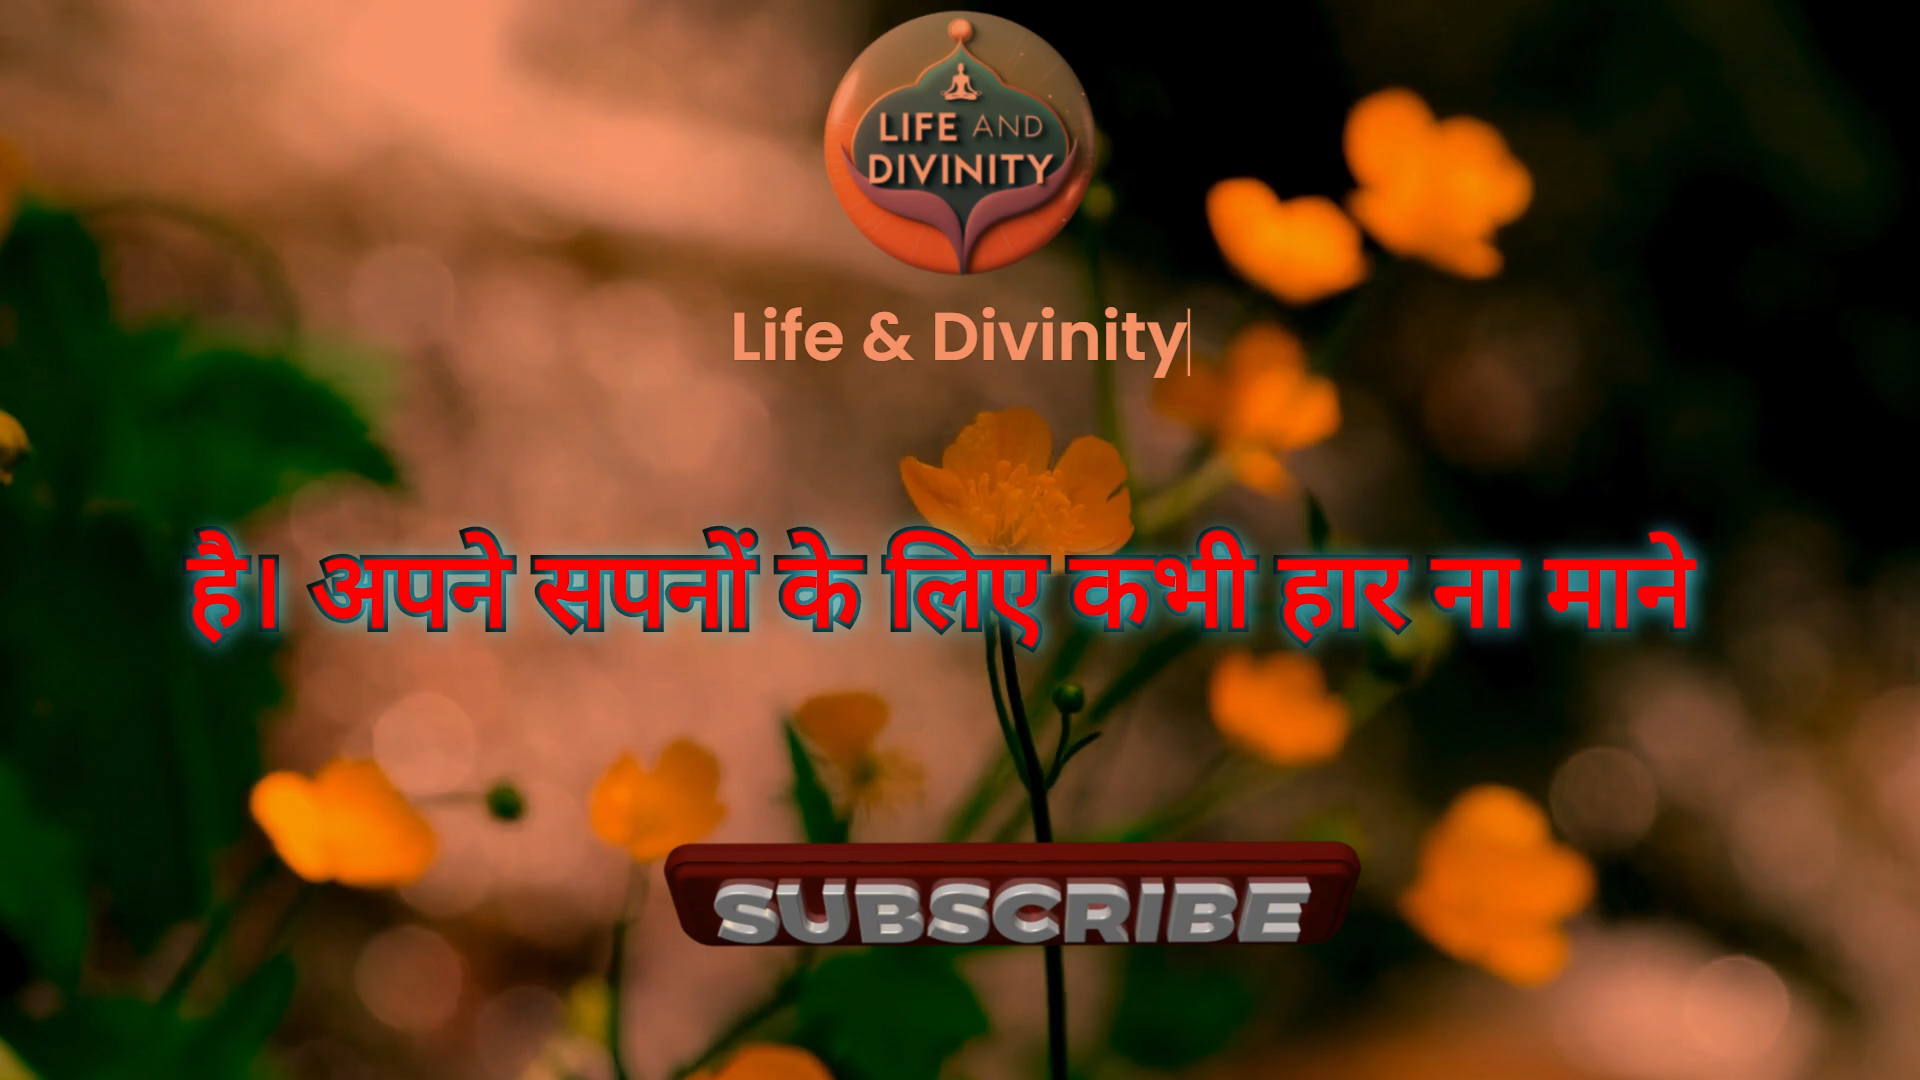 LIFE AND
DIVINITY
Life & Divinity
है। अपने सपनों के लिए कभी हार ना माने
SUBSCRIBE